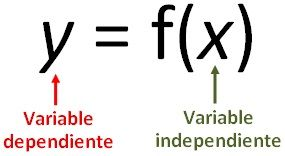 y = f(x)
Variable dependiente
Variable independiente